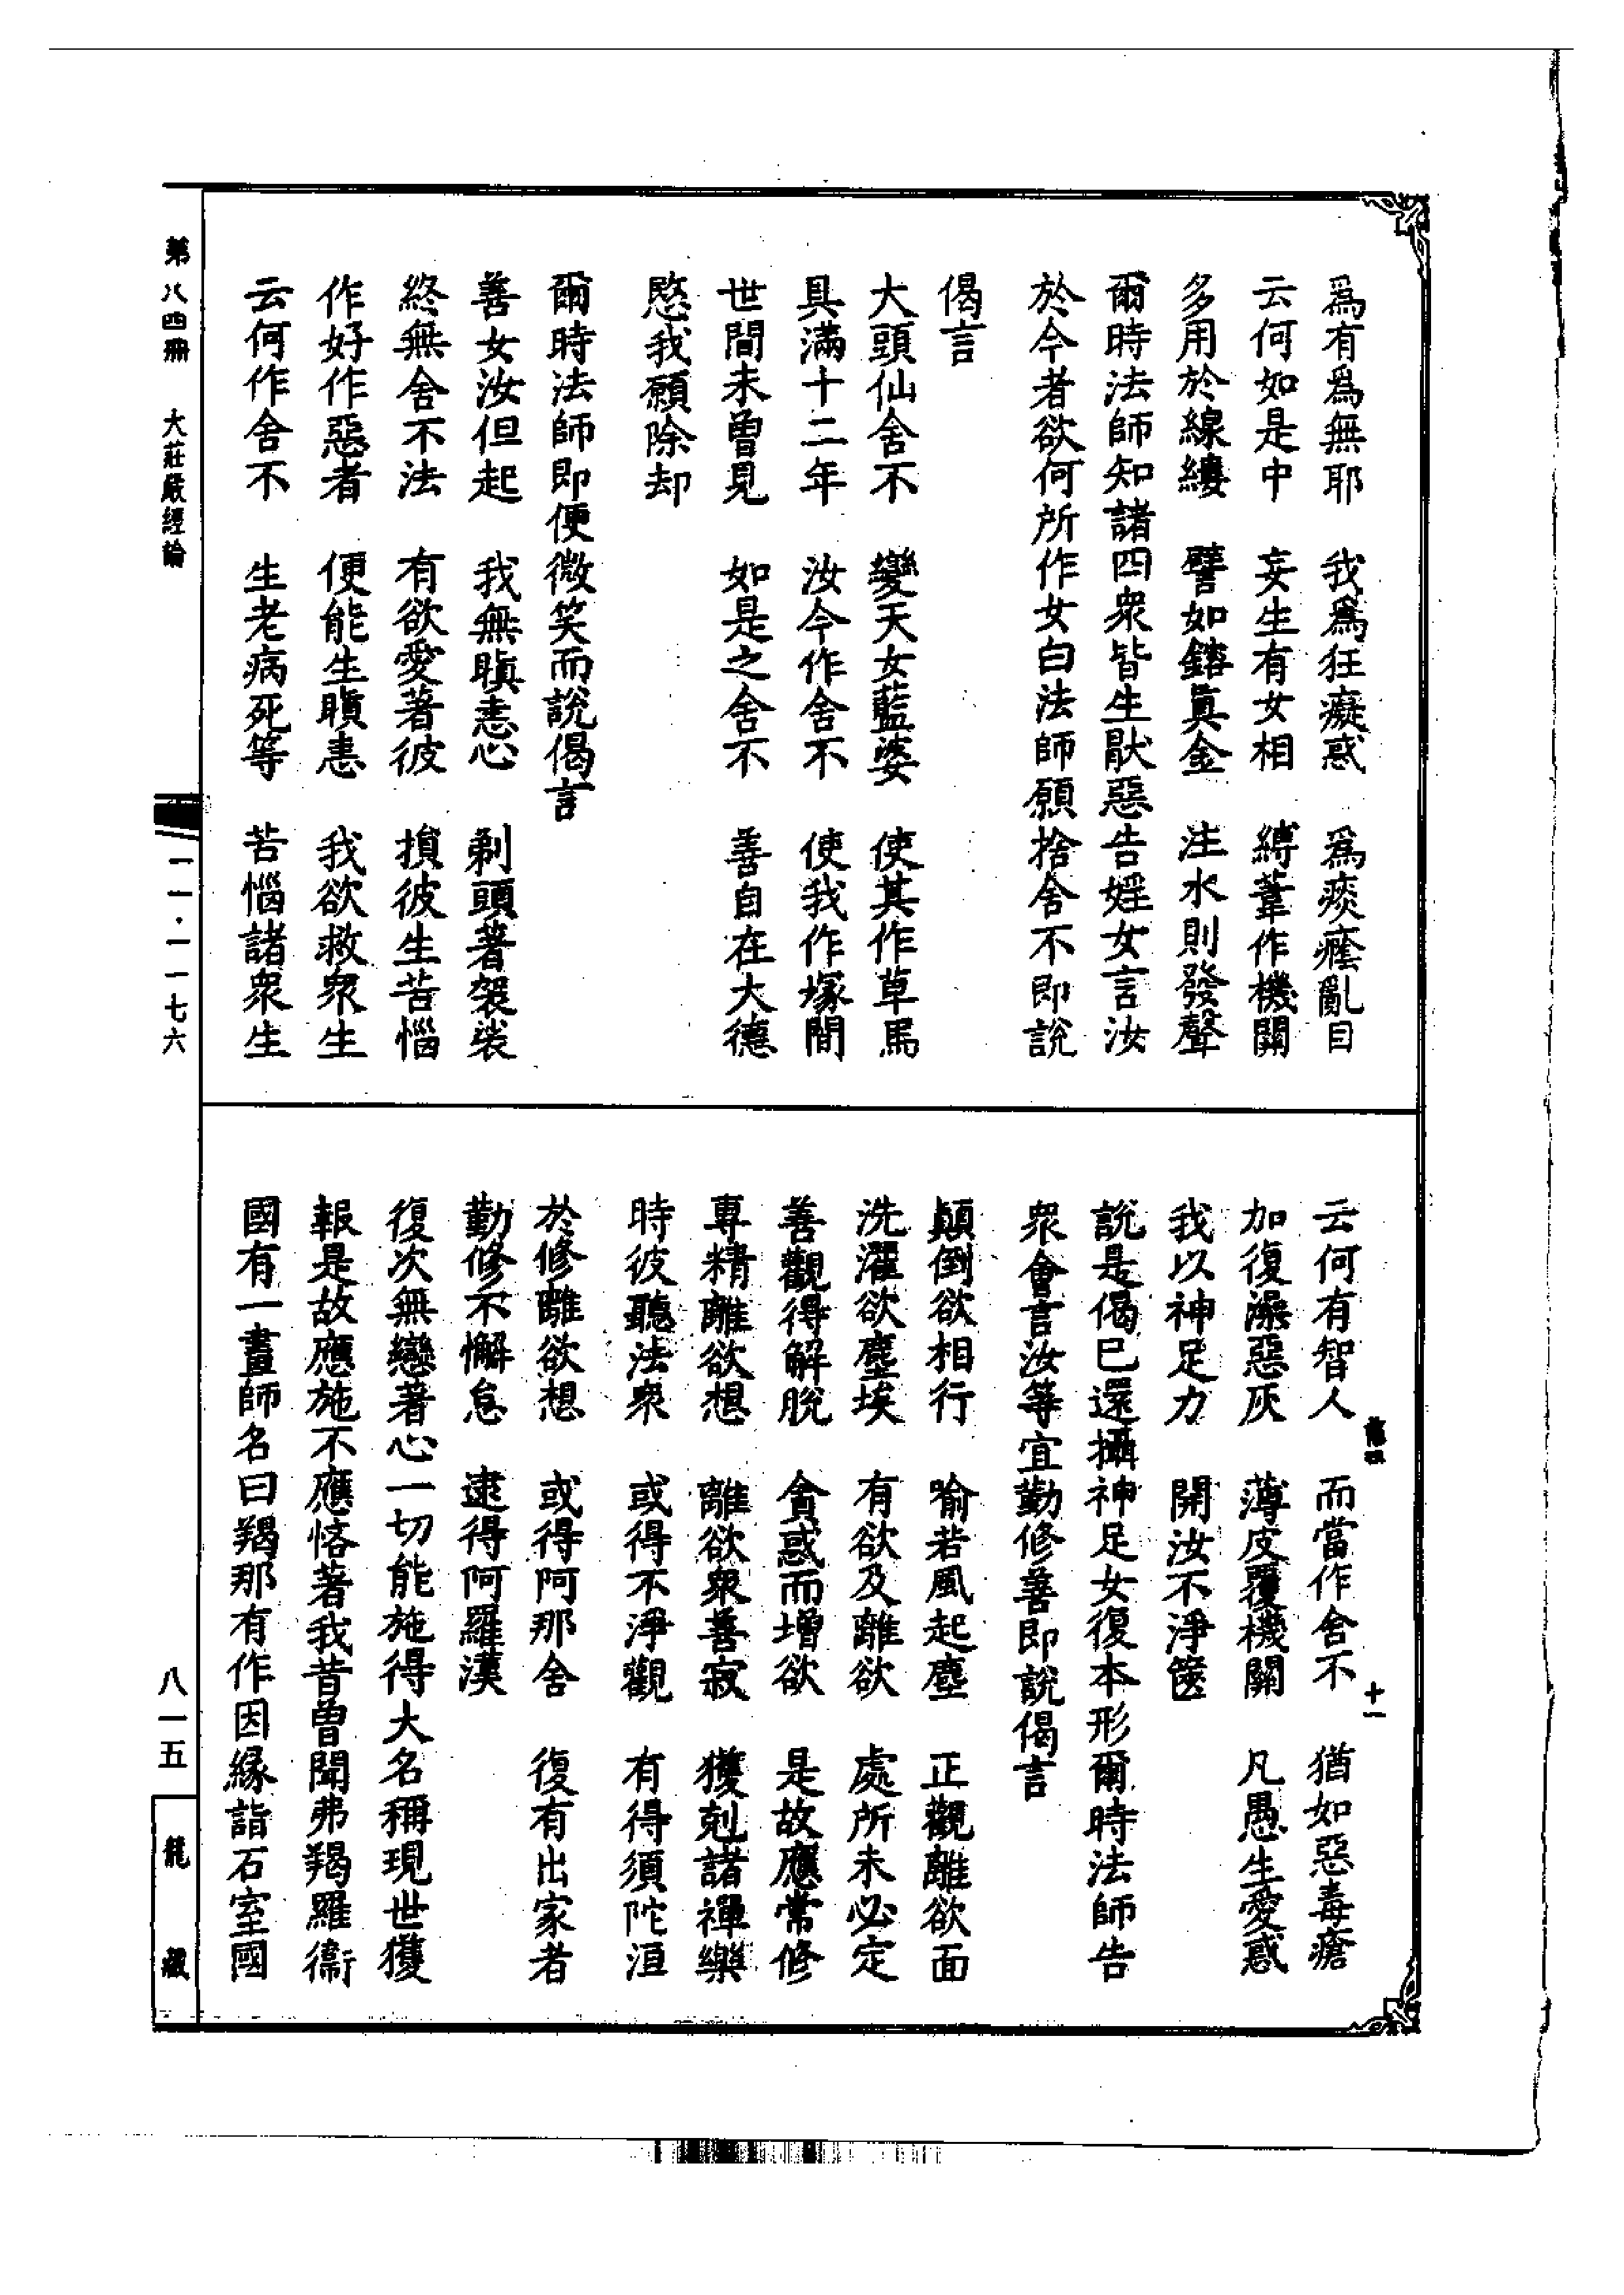 爲有爲無耶　我爲狂癡惑　爲痰癊亂目
云何如是中　妄生有女相　縛葦作機關
多用於線縷　譬如鎔眞金　注水則發聲
爾時法師知諸四衆皆生猒惡告婬女言汝
於今者欲何所作女白法師願捨舍不即説
偈言
大頭仙舍不　變天女藍婆　使其作草馬
具滿十二年　汝今作舍不　使我作塚間
世間未曾見　如是之舍不　善自在大德
愍我願除却
爾時法師即便微笑而說偈言
善女汝但起　我無瞋恚心　剃頭著袈裟
終無舍不法　有欲愛著彼　損彼生苦惱
作好作惡者　便能生瞋恚　我欲救衆生
云何作舍不　生老病死等　苦惱諸衆生
云何有智人　而當作舍不　猶如惡毒瘡
加復澡惡灰　薄皮覆機關　凡愚生愛惑
我以神足力　開汝不淨篋
說是偈已還攝神足女復本形爾時法師告
衆會言汝等宜勤修善即說偈言
顚倒欲相行　喻若風起塵　正觀離欲面
洗濯欲塵埃　有欲及離欲　處所未必定
善觀得解脫　貪惑而增欲　是故應常修
專精離欲想　離欲衆善寂　獲剋諸禪樂
時彼聽法衆　或得不淨觀　有得須陀洹
於修離欲想　或得阿那舍　復有出家者
勤修不懈怠　逮得阿羅漢
復次無戀著心一切能施得大名稱現世獲
報是故應施不應悋著我昔曾聞弗羯羅衞
國有一畫師名曰羯那有作因緣詣石室國
十一
第八四冊　大莊嚴經論
一一·一一七六
八一五
龍藏